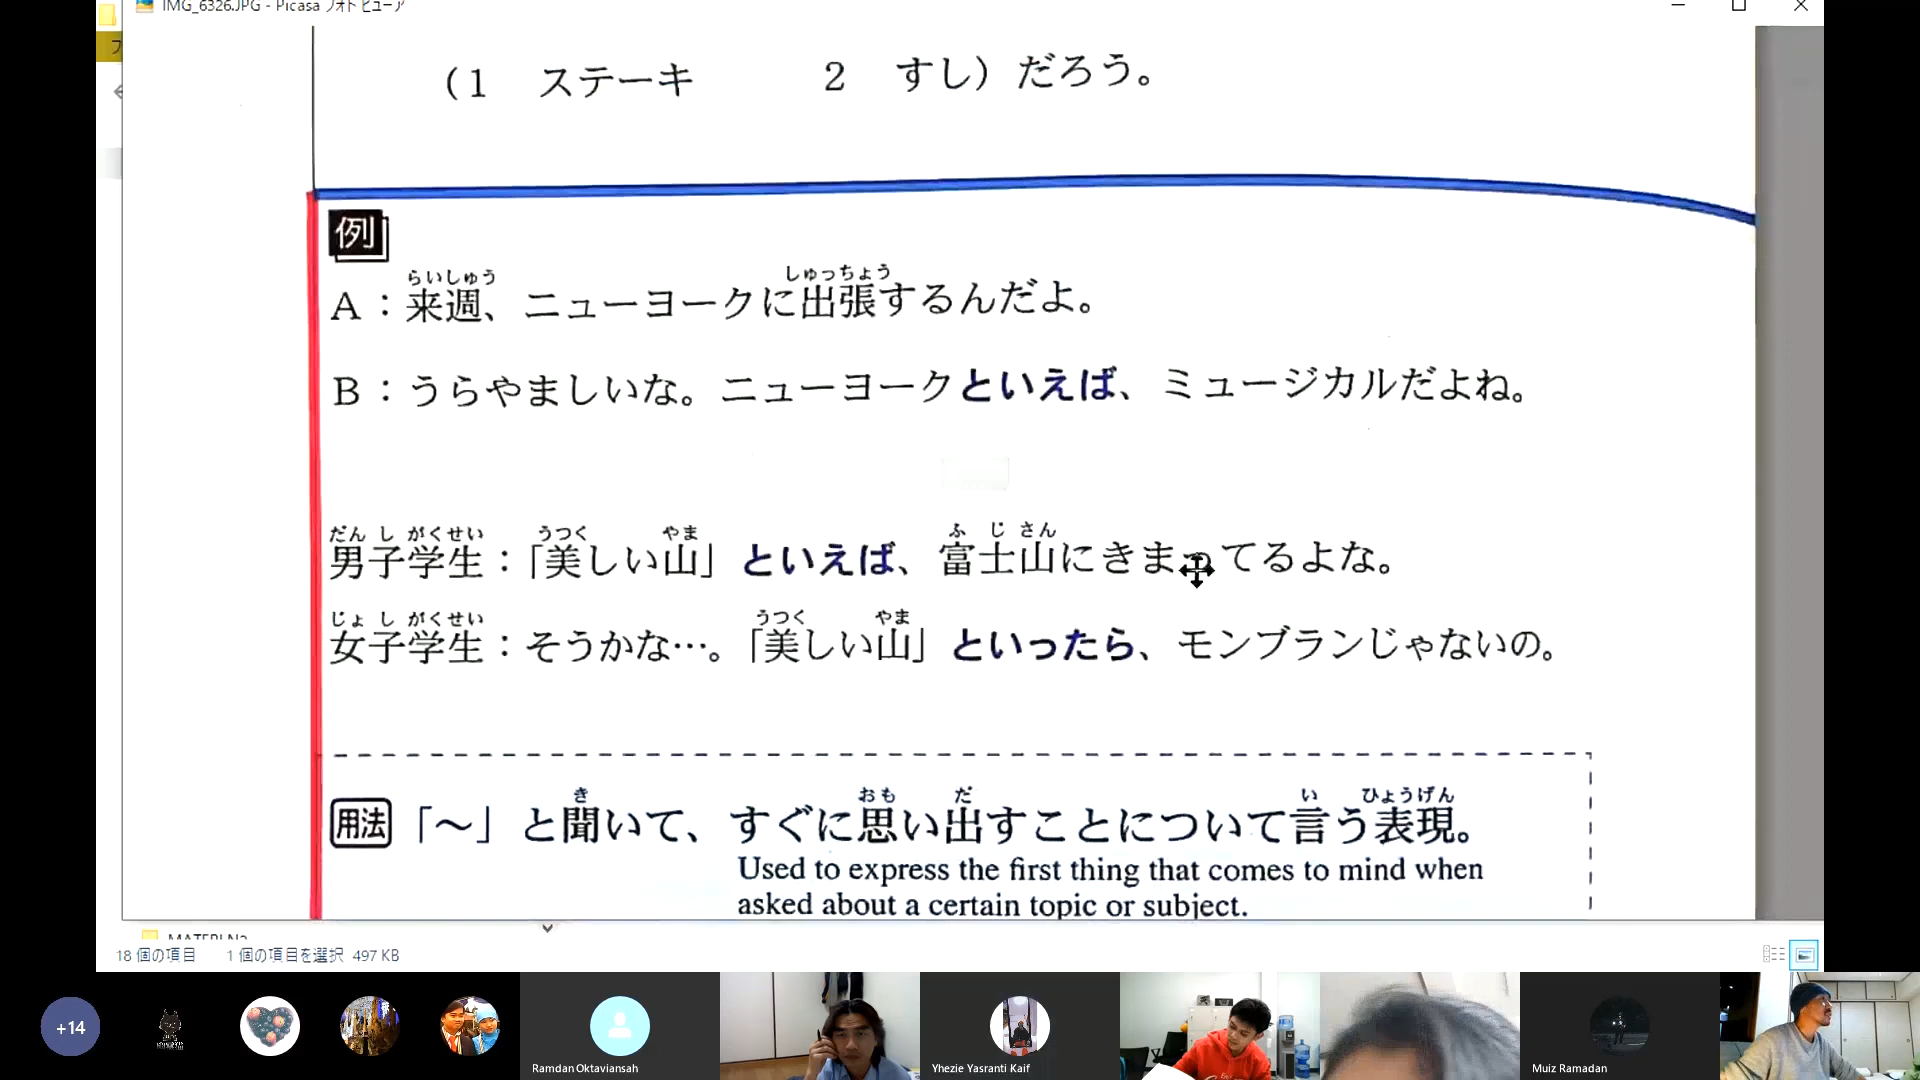 IMG_6326.JPG - Picasa フォト ビューア
(1　ステーキ　　2　すし）だろう。
例
らいしゅう　しゅっちょう
A：来週、ニューヨークに出張するんだよ。
B：うらやましいな。ニューヨークといえば、ミュージカルだよね。
だん し がくせい　うつく　やま　ふ じ さん
男子学生：「美しい山」といえば、富士山にきまってるよな。
じょ し がくせい　うつく　やま
女子学生：そうかな…。「美しい山」といったら、モンブランじゃないの。
き　おも　だ　い　ひょうげん
用法 「～」と聞いて、すぐに思い出すことについて言う表現。
Used to express the first thing that comes to mind when
asked about a certain topic or subject.
18 個の項目　1 個の項目を選択 497 KB
+14
Ramdan Oktaviansah
Yhezie Yasranti Kaif
Muiz Ramadan